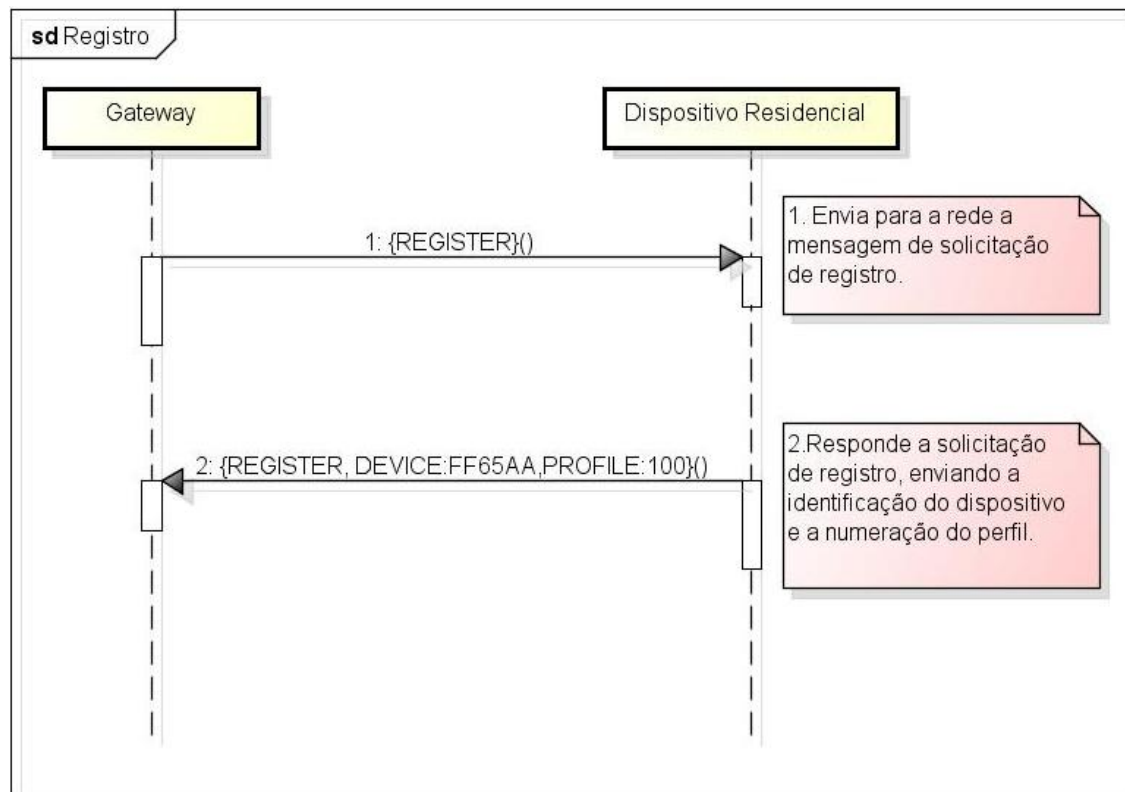 sd Registro
Gateway
Dispositivo Residencial
1: {REGISTER}()
1. Envia para a rede a
mensagem de solicitação
de registro.
2: {REGISTER, DEVICE:FF65AA,PROFILE:100}()
2.Responde a solicitação
de registro, enviando a
identificação do dispositivo
e a numeração do perfil.